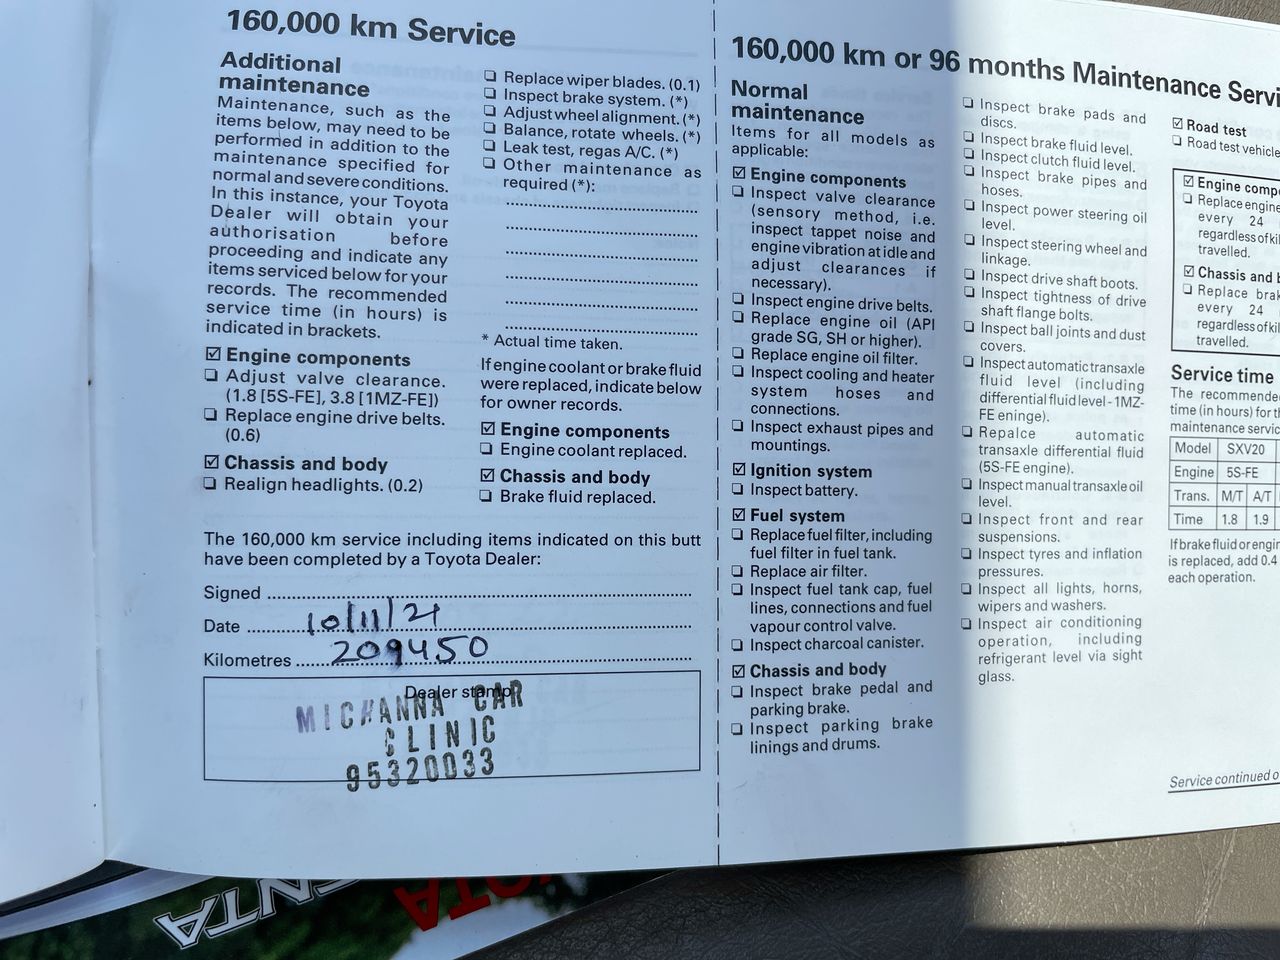 160,000 km Service
Additional
maintenance
Maintenance, such as the
items below, may need to be
performed in addition to the
maintenance specified for
normal and severe conditions.
In this instance, your Toyota
Dealer will obtain your
authorisation before
proceeding and indicate any
items serviced below for your
records. The recommended
service time (in hours) is
indicated in brackets.
☑ Engine components
❏ Adjust valve clearance.
(1.8 [5S-FE], 3.8 [1MZ-FE])
❏ Replace engine drive belts.
(0.6)
☑ Chassis and body
❏ Realign headlights. (0.2)
❏ Replace wiper blades. (0.1)
❏ Inspect brake system. (*)
❏ Adjust wheel alignment. (*)
❏ Balance, rotate wheels. (*)
❏ Leak test, regas A/C. (*)
❏ Other maintenance as
required (*):
* Actual time taken.
If engine coolant or brake fluid
were replaced, indicate below
for owner records.
☑ Engine components
❏ Engine coolant replaced.
☑ Chassis and body
❏ Brake fluid replaced.
The 160,000 km service including items indicated on this butt
have been completed by a Toyota Dealer:
Signed
Date 10/11/21
Kilometres 209450
Dealer stamp
MICHANNA CAR
CLINIC
95320033
160,000 km or 96 months Maintenance Servi
Normal
maintenance
Items for all models as
applicable:
☑ Engine components
❏ Inspect valve clearance
(sensory method, i.e.
inspect tappet noise and
engine vibration at idle and
adjust clearances if
necessary).
❏ Inspect engine drive belts.
❏ Replace engine oil (API
grade SG, SH or higher).
❏ Replace engine oil filter.
❏ Inspect cooling and heater
system hoses and
connections.
❏ Inspect exhaust pipes and
mountings.
☑ Ignition system
❏ Inspect battery.
☑ Fuel system
❏ Replace fuel filter, including
fuel filter in fuel tank.
❏ Replace air filter.
❏ Inspect fuel tank cap, fuel
lines, connections and fuel
vapour control valve.
❏ Inspect charcoal canister.
☑ Chassis and body
❏ Inspect brake pedal and
parking brake.
❏ Inspect parking brake
linings and drums.
❏ Inspect brake pads and
discs.
❏ Inspect brake fluid level.
❏ Inspect clutch fluid level.
❏ Inspect brake pipes and
hoses.
❏ Inspect power steering oil
level.
❏ Inspect steering wheel and
linkage.
❏ Inspect drive shaft boots.
❏ Inspect tightness of drive
shaft flange bolts.
❏ Inspect ball joints and dust
covers.
❏ Inspect automatic transaxle
fluid level (including
differential fluid level - 1MZ-
FE eninge).
❏ Repalce automatic
transaxle differential fluid
(5S-FE engine).
❏ Inspect manual transaxle oil
level.
❏ Inspect front and rear
suspensions.
❏ Inspect tyres and inflation
pressures.
❏ Inspect all lights, horns,
wipers and washers.
❏ Inspect air conditioning
operation, including
refrigerant level via sight
glass.
☑ Road test
❏ Road test vehicle
☑ Engine compo
❏ Replace engine
every 24
regardless of kil
travelled.
☑ Chassis and b
❏ Replace brak
every 24
regardless of kil
travelled.
Service time
The recommended
time (in hours) for th
maintenance servic
Model SXV20
Engine 5S-FE
Trans. M/T A/T
Time 1.8 1.9
If brake fluid or engin
is replaced, add 0.4
each operation.
Service continued o